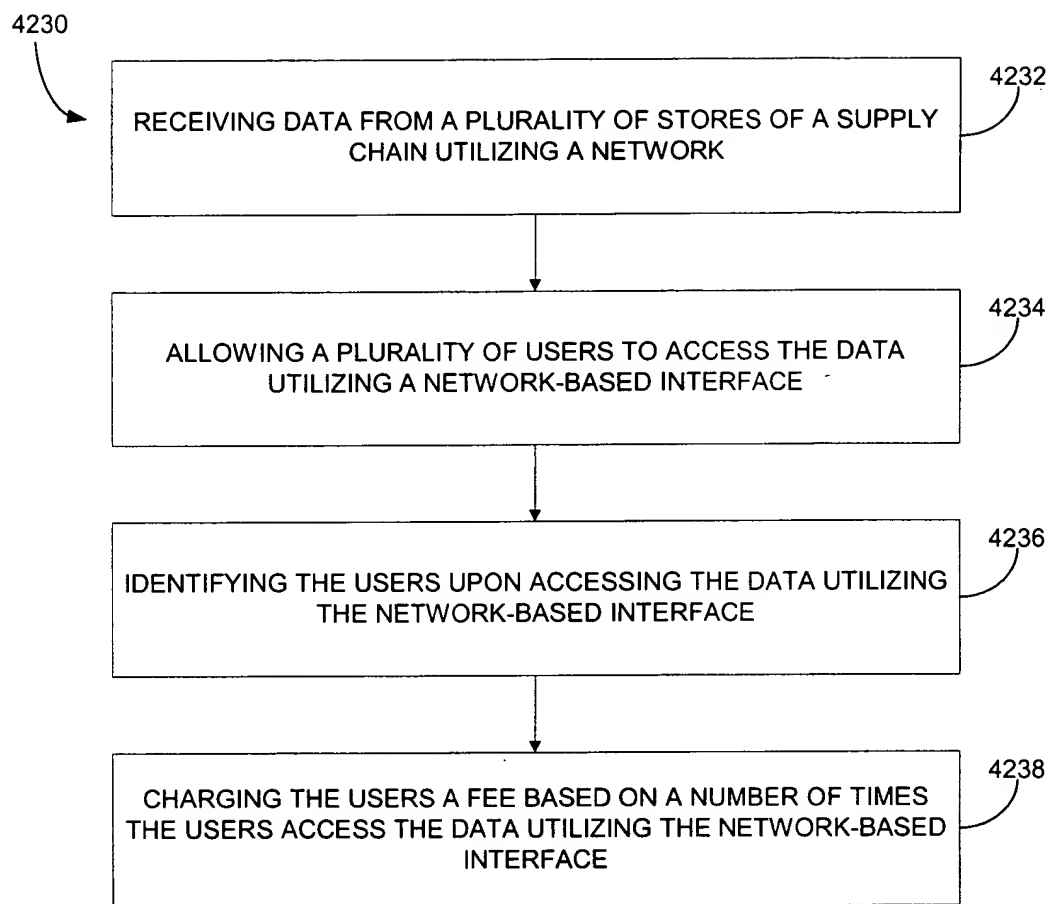 4230
4232
RECEIVING DATA FROM A PLURALITY OF STORES OF A SUPPLY
CHAIN UTILIZING A NETWORK
4234
ALLOWING A PLURALITY OF USERS TO ACCESS THE DATA
UTILIZING A NETWORK-BASED INTERFACE
4236
IDENTIFYING THE USERS UPON ACCESSING THE DATA UTILIZING
THE NETWORK-BASED INTERFACE
4238
CHARGING THE USERS A FEE BASED ON A NUMBER OF TIMES
THE USERS ACCESS THE DATA UTILIZING THE NETWORK-BASED
INTERFACE